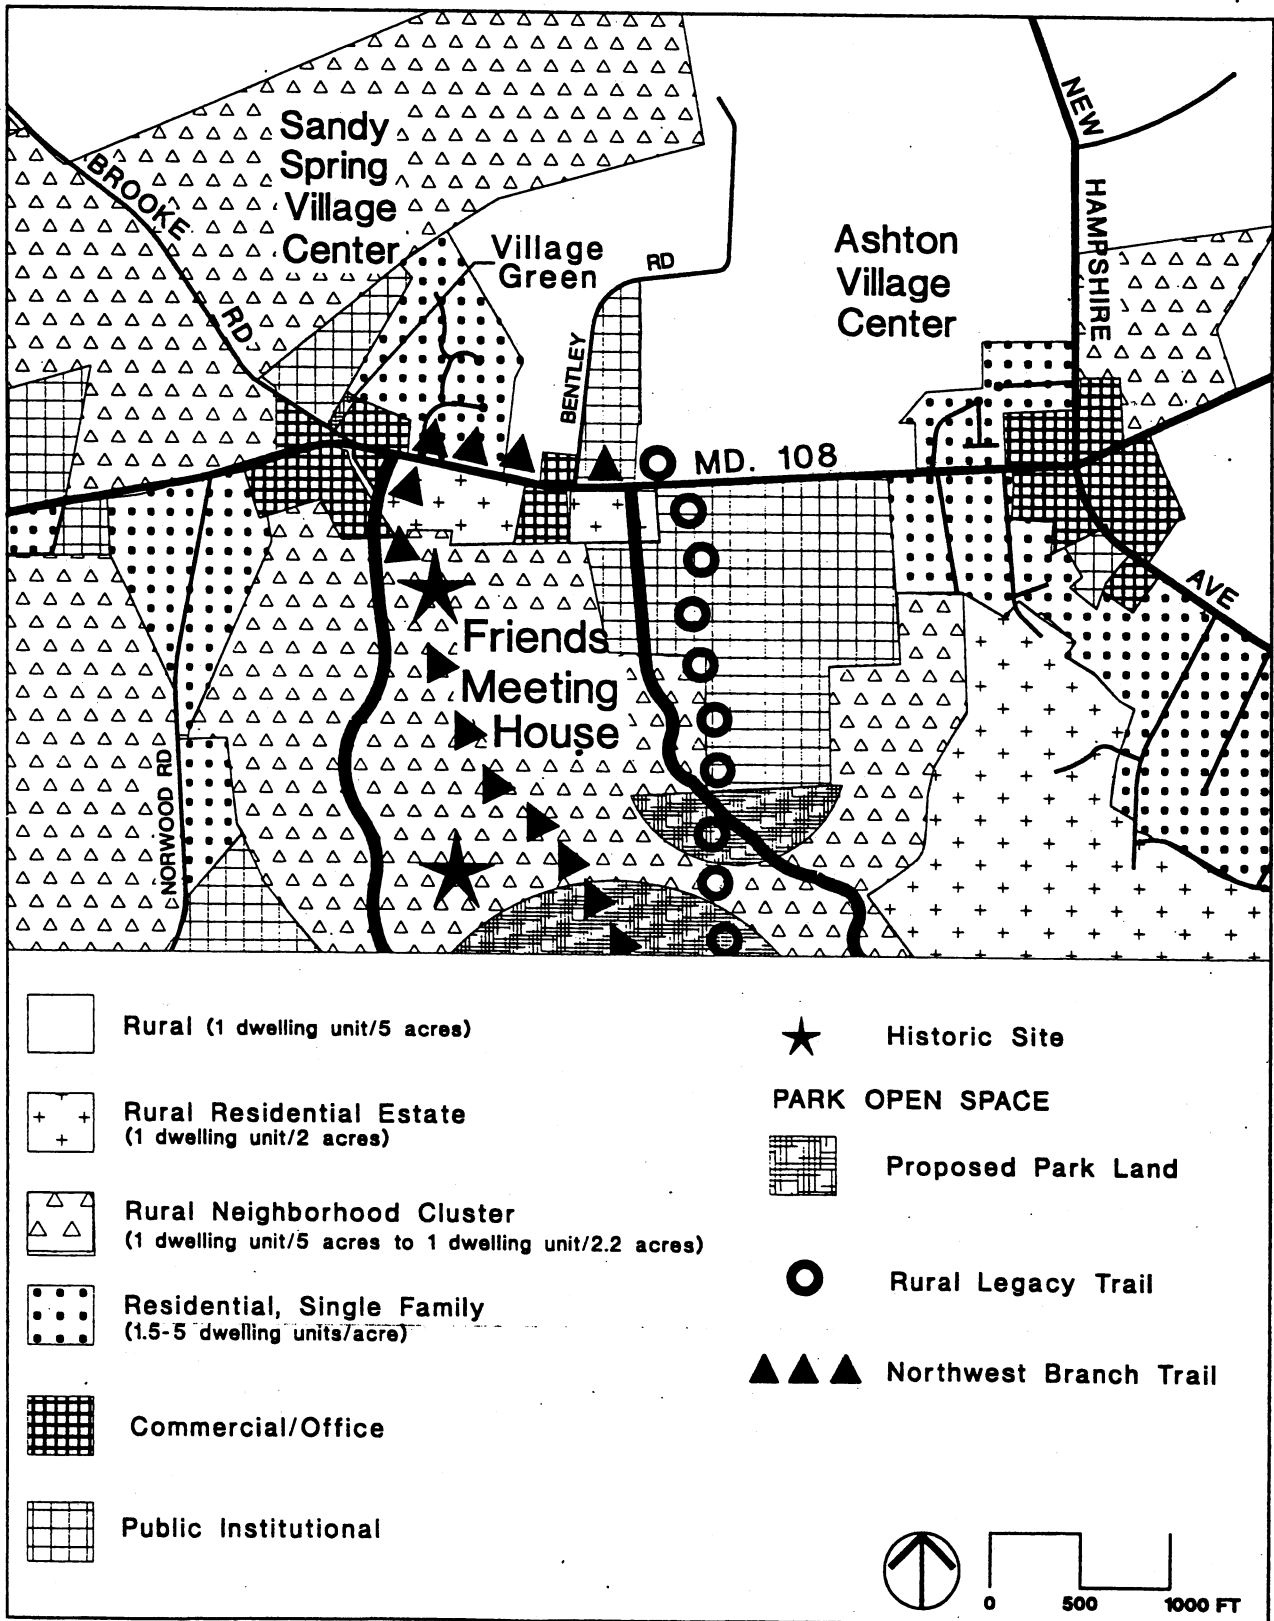 NEW
HAMPSHIRE
AVE
BROOKE
RD
Sandy
Spring
Village
Center
Village
Green
RD
BENTLEY
Ashton
Village
Center
MD. 108
Friends
Meeting
House
NORWOOD RD
Rural (1 dwelling unit/5 acres)
Rural Residential Estate
(1 dwelling unit/2 acres)
Rural Neighborhood Cluster
(1 dwelling unit/5 acres to 1 dwelling unit/2.2 acres)
Residential, Single Family
(1.5-5 dwelling units/acre)
Commercial/Office
Public Institutional
Historic Site
PARK OPEN SPACE
Proposed Park Land
Rural Legacy Trail
Northwest Branch Trail
0 500 1000 FT